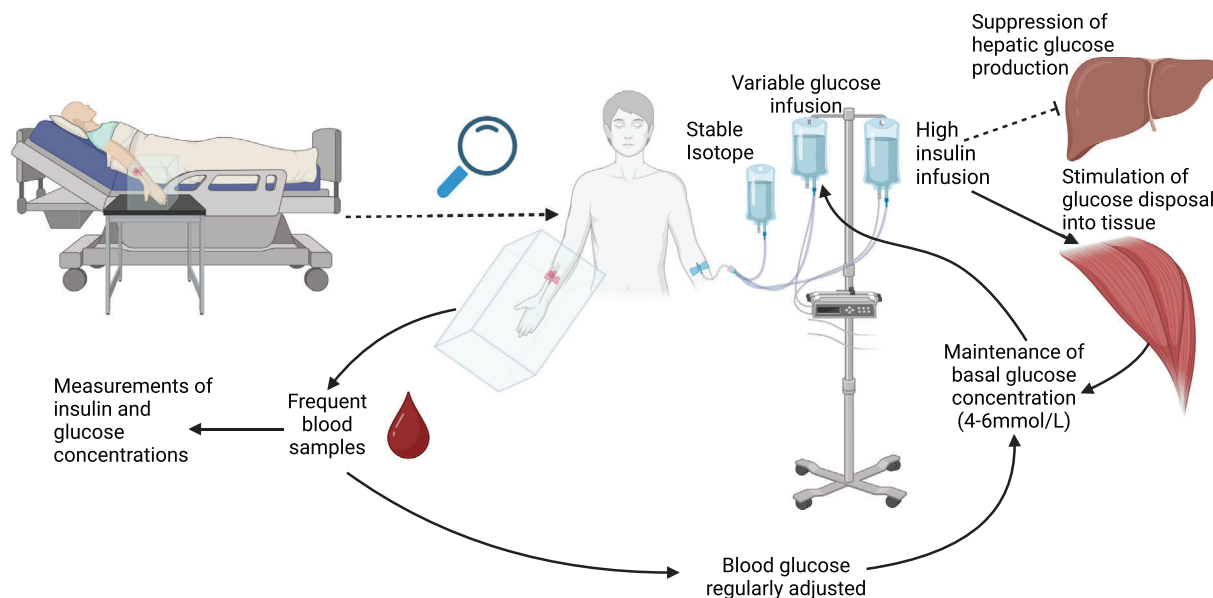 Suppression of
hepatic glucose
production
Variable glucose
infusion
Stable
Isotope
High
insulin
infusion
Stimulation of
glucose disposal
into tissue
Maintenance of
basal glucose
concentration
(4-6mmol/L)
Measurements of
insulin and
glucose
concentrations
Frequent
blood
samples
Blood glucose
regularly adjusted